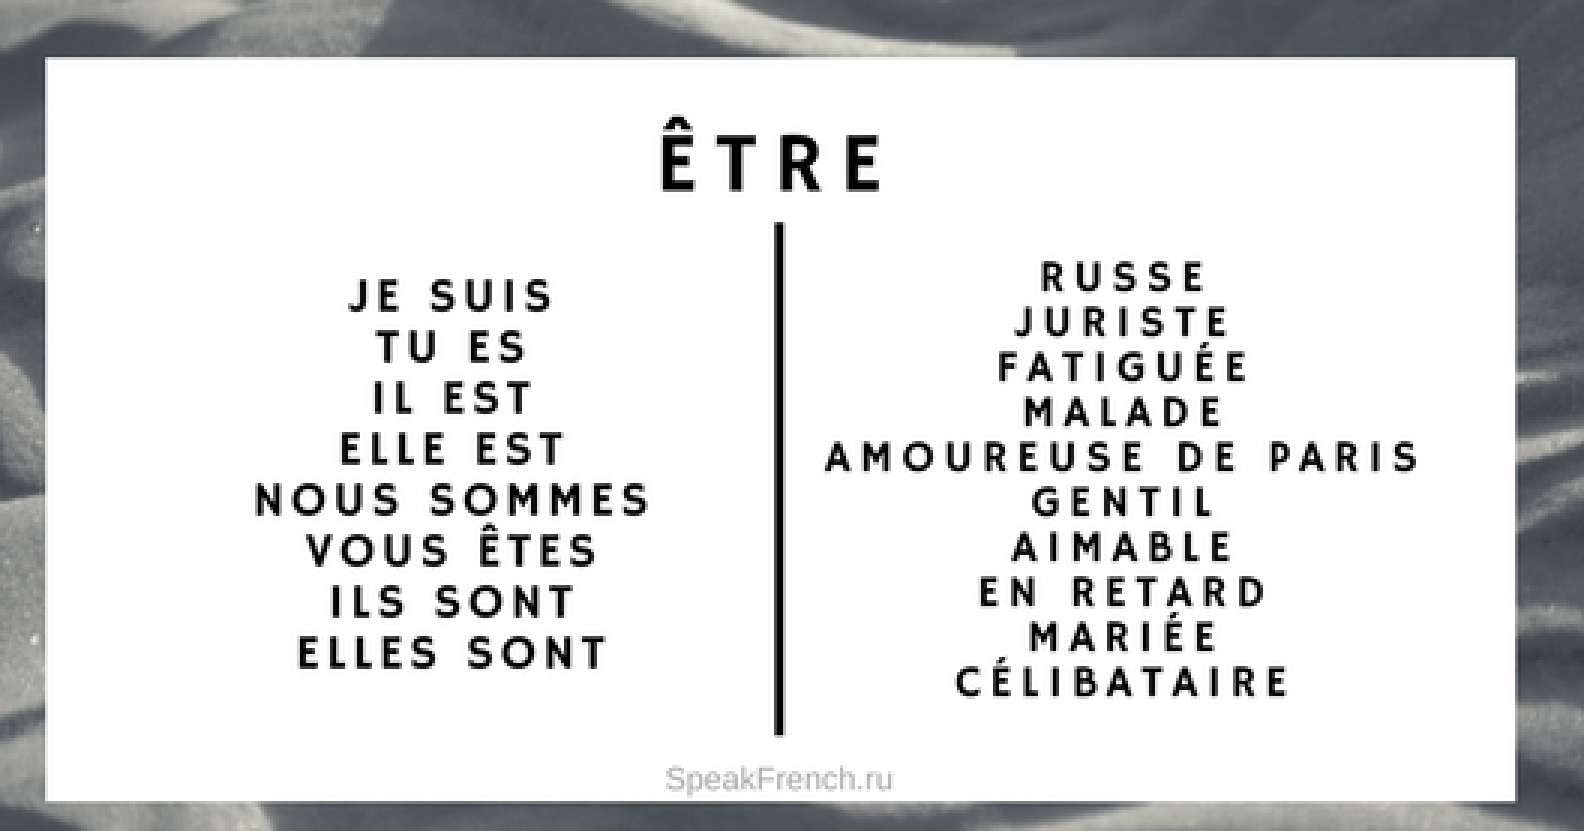 ÊTRE
JE SUIS
TU ES
IL EST
ELLE EST
NOUS SOMMES
VOUS ÊTES
ILS SONT
ELLES SONT
RUSSE
JURISTE
FATIGUÉE
MALADE
AMOUREUSE DE PARIS
GENTIL
AIMABLE
EN RETARD
MARIÉE
CÉLIBATAIRE
SpeakFrench.ru